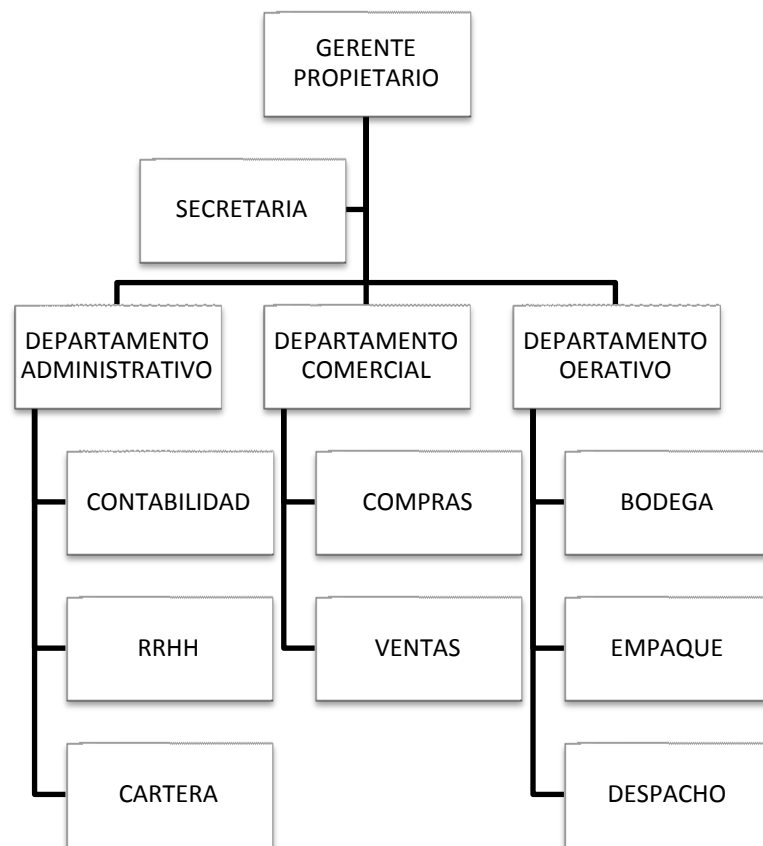 GERENTE
PROPIETARIO
SECRETARIA
DEPARTAMENTO
ADMINISTRATIVO
DEPARTAMENTO
COMERCIAL
DEPARTAMENTO
OERATIVO
CONTABILIDAD
COMPRAS
BODEGA
RRHH
VENTAS
EMPAQUE
CARTERA
DESPACHO